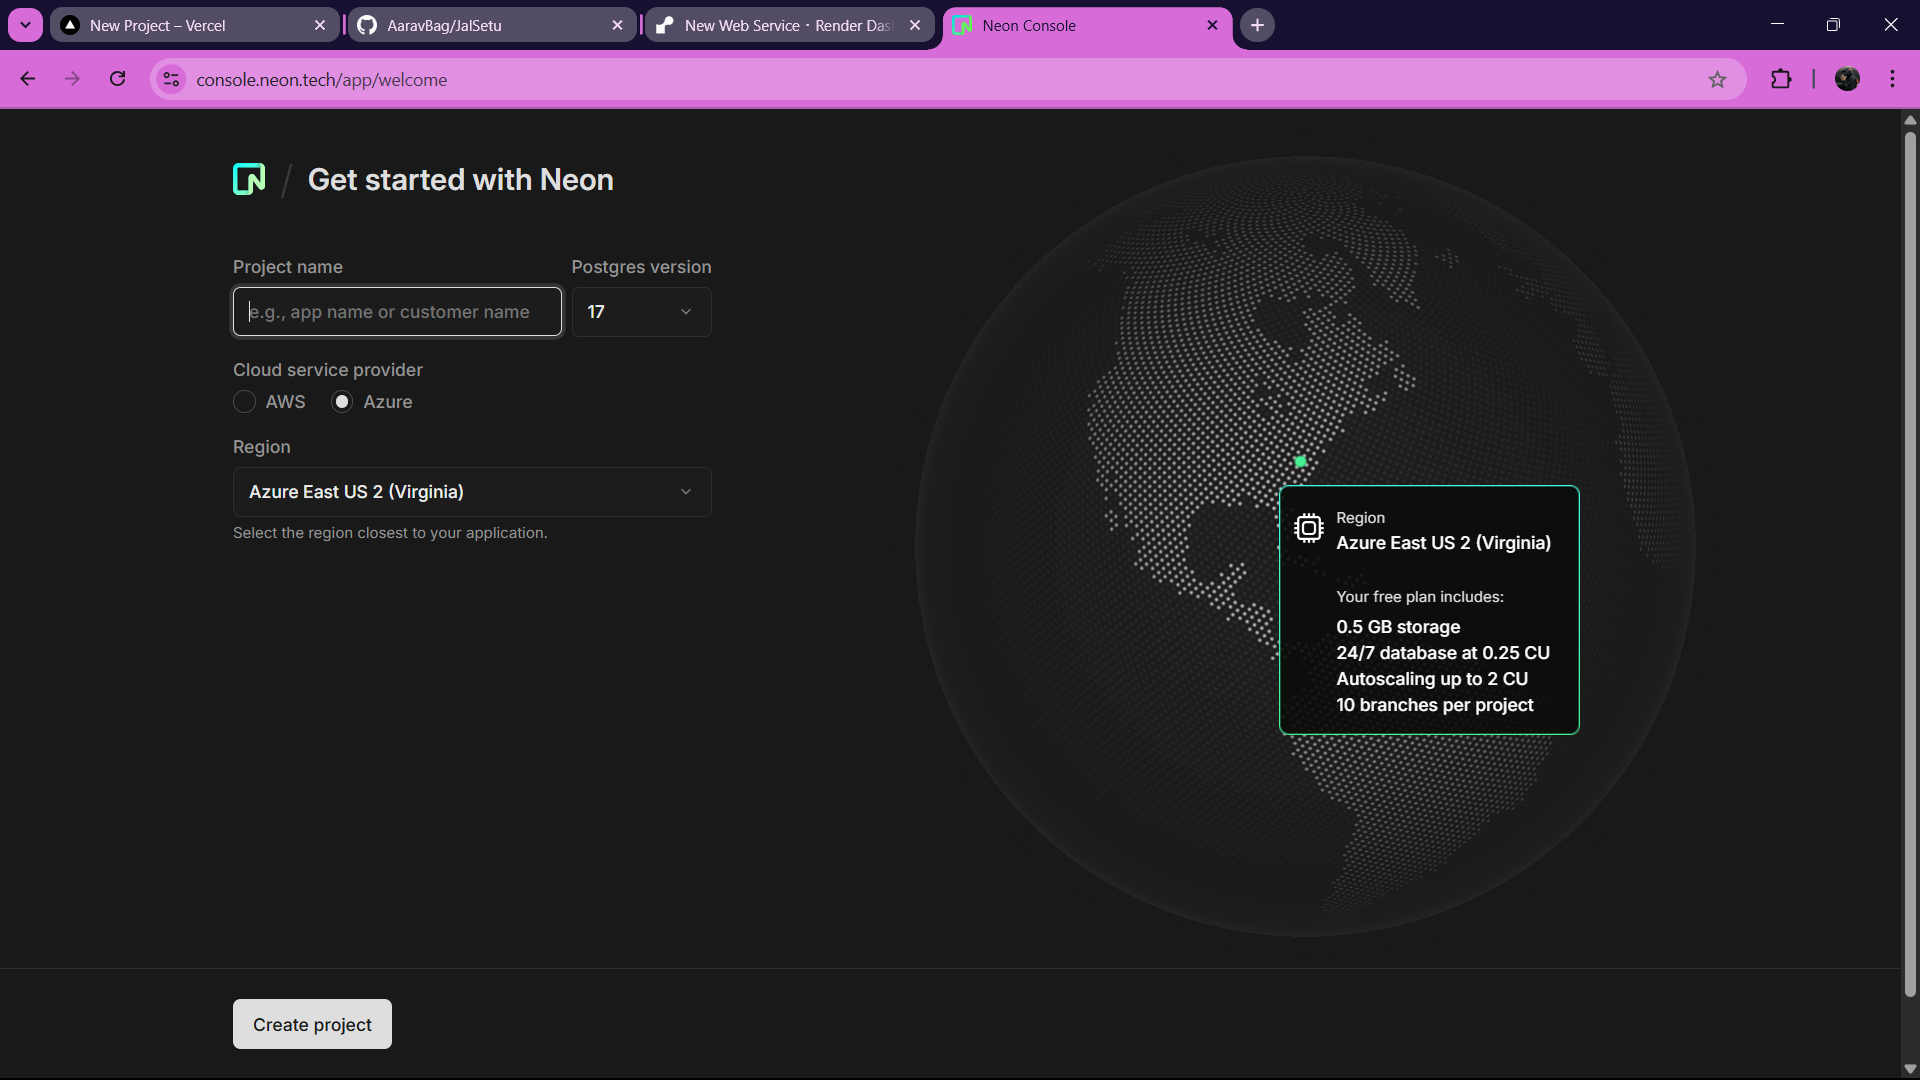 New Project – Vercel
AaravBag/JalSetu
New Web Service · Render Das
Neon Console
console.neon.tech/app/welcome
Get started with Neon
Project name
Postgres version
e.g., app name or customer name
17
Cloud service provider
AWS
Azure
Region
Azure East US 2 (Virginia)
Select the region closest to your application.
Region
Azure East US 2 (Virginia)
Your free plan includes:
0.5 GB storage
24/7 database at 0.25 CU
Autoscaling up to 2 CU
10 branches per project
Create project